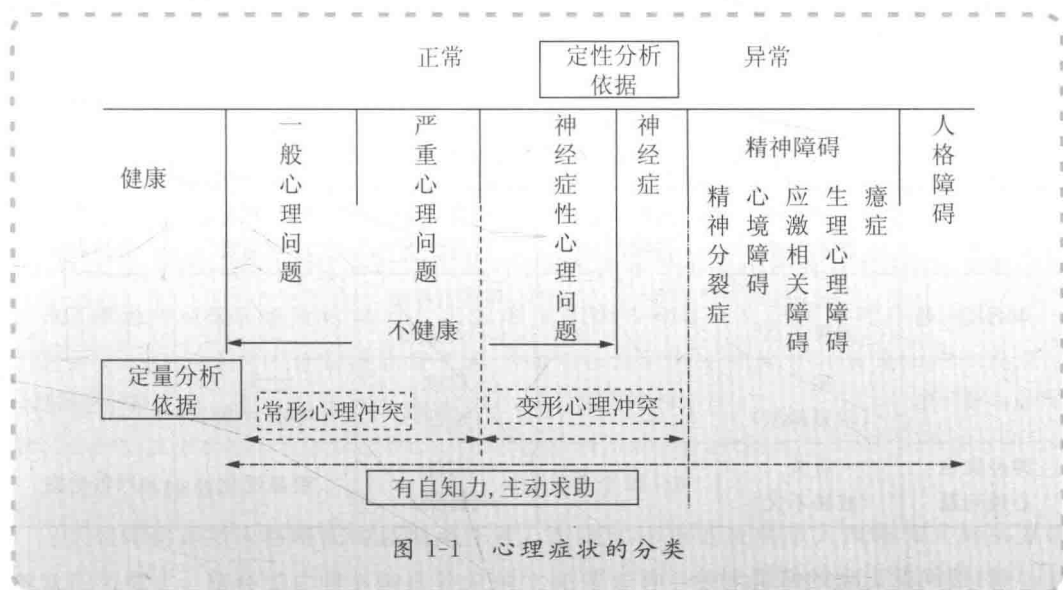 正常
定性分析
依据
异常
健康
一般心理问题
严重心理问题
神经症性心理问题
神经症
精神障碍
精神分裂症
心境障碍
应激相关障碍
生理心理障碍
癔症
人格障碍
不健康
定量分析
依据
常形心理冲突
变形心理冲突
有自知力,主动求助
图 1-1 心理症状的分类